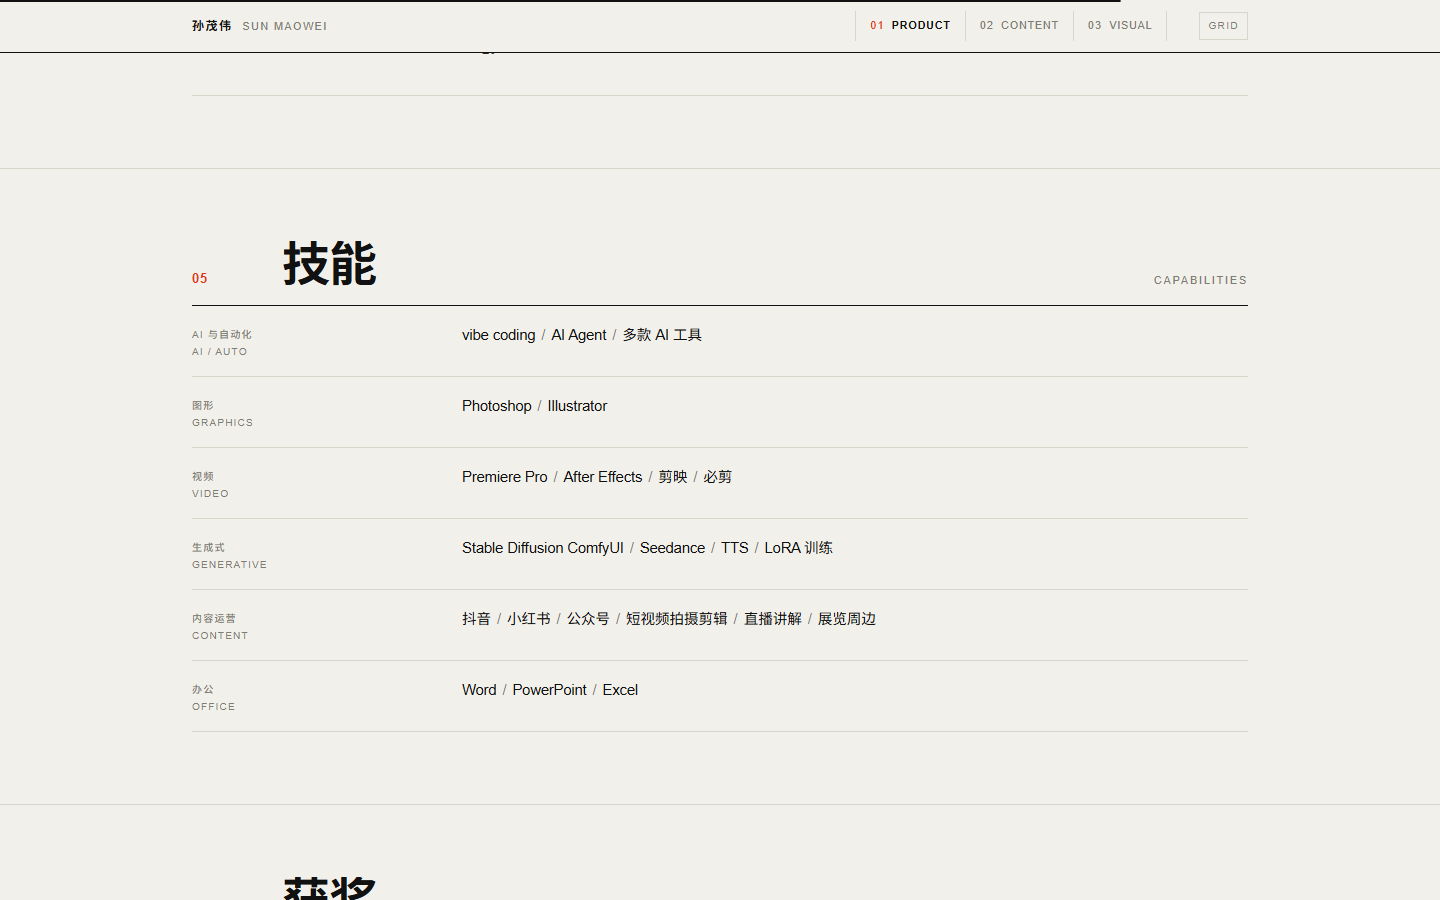 孙茂伟 SUN MAOWEI
01 PRODUCT
02 CONTENT
03 VISUAL
GRID
05 技能 CAPABILITIES
AI 与自动化
AI / AUTO
vibe coding / AI Agent / 多款 AI 工具
图形
GRAPHICS
Photoshop / Illustrator
视频
VIDEO
Premiere Pro / After Effects / 剪映 / 必剪
生成式
GENERATIVE
Stable Diffusion ComfyUI / Seedance / TTS / LoRA 训练
内容运营
CONTENT
抖音 / 小红书 / 公众号 / 短视频拍摄剪辑 / 直播讲解 / 展览周边
办公
OFFICE
Word / PowerPoint / Excel
获奖